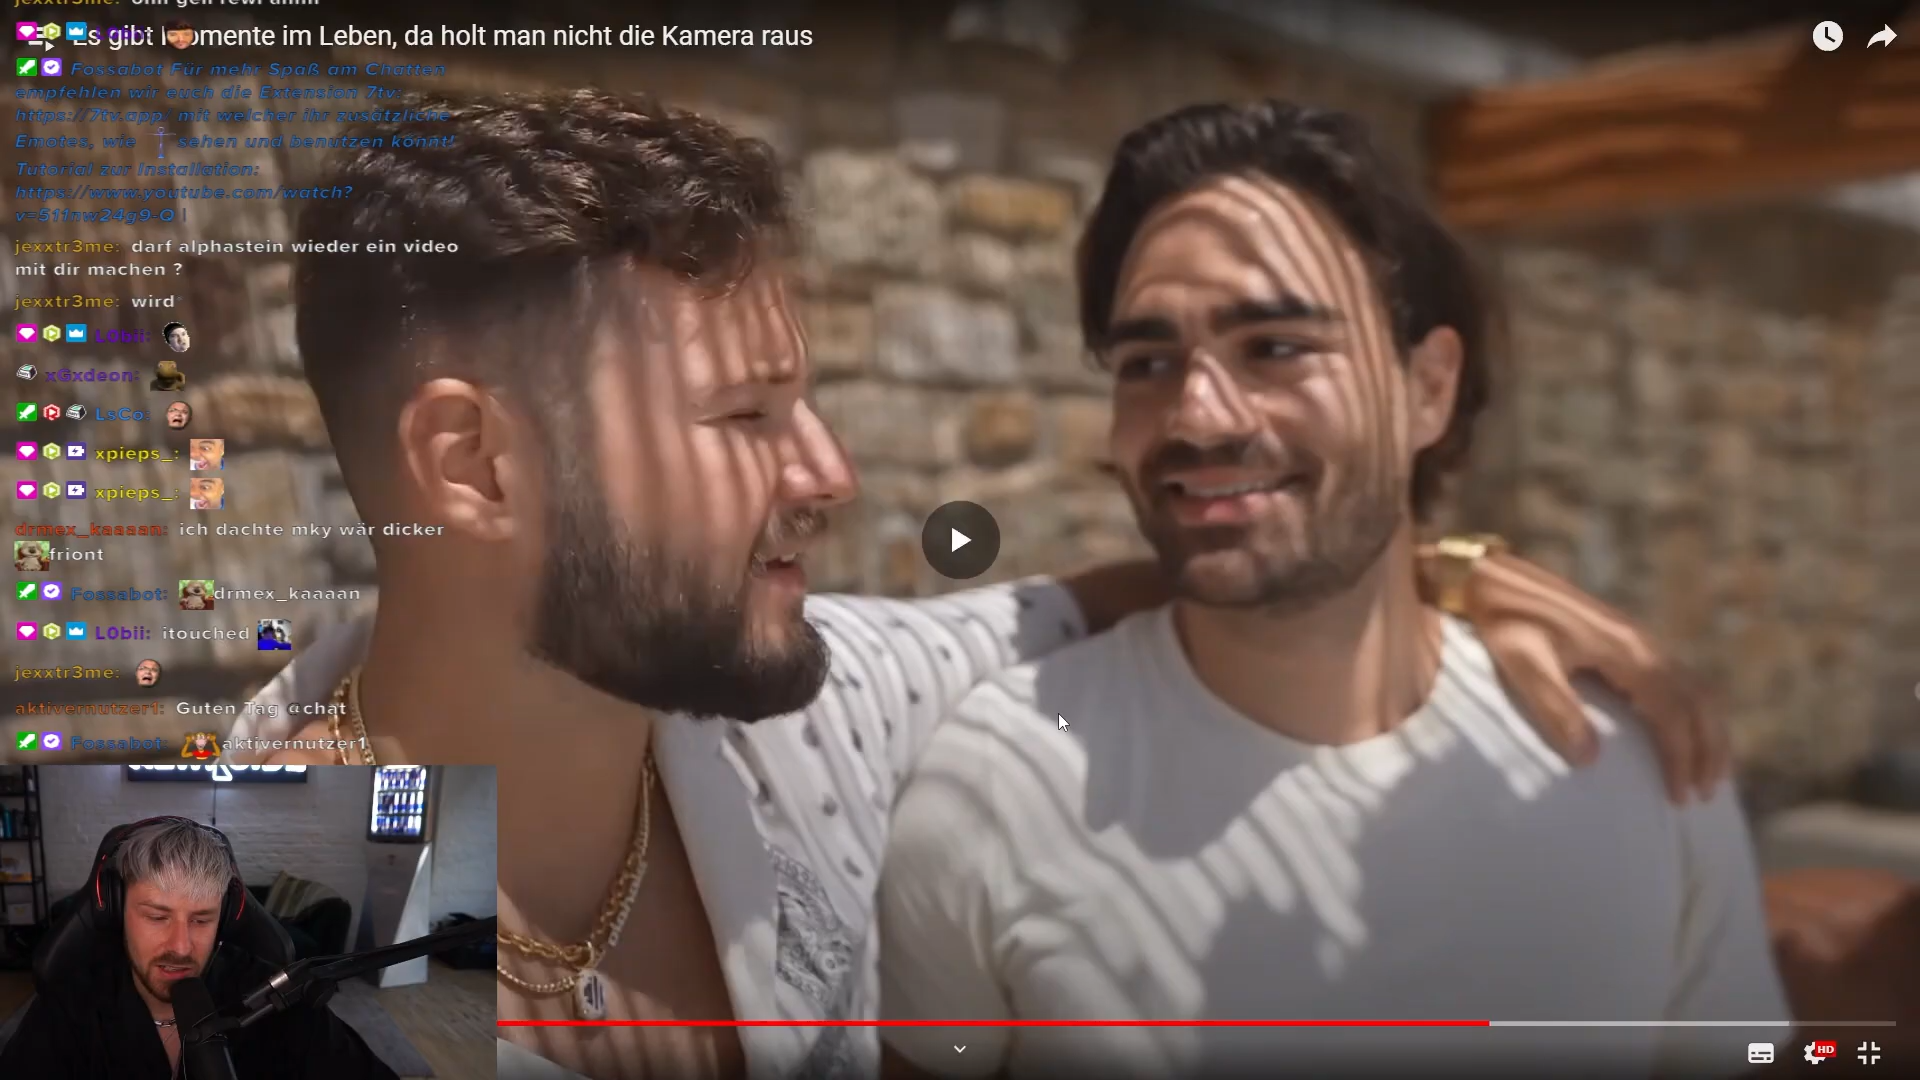 Es gibt Momente im Leben, da holt man nicht die Kamera raus
Fossabot Für mehr Spaß am Chatten
empfehlen wir euch die Extension 7tv:
https://7tv.app/ mit welcher ihr zusätzliche
Emotes, wie sehen und benutzen könnt!
Tutorial zur Installation:
https://www.youtube.com/watch?
v=511nw24g9-Q |
jexxtr3me: darf alphastein wieder ein video
mit dir machen ?
jexxtr3me: wird
L0bii:
xGxdeon:
LsCo:
xpieps_:
xpieps_:
drmex_kaaaan: ich dachte mky wär dicker
friont
Fossabot: drmex_kaaaan
L0bii: itouched
jexxtr3me:
aktivernutzer1: Guten Tag @chat
Fossabot: aktivernutzer1
HD